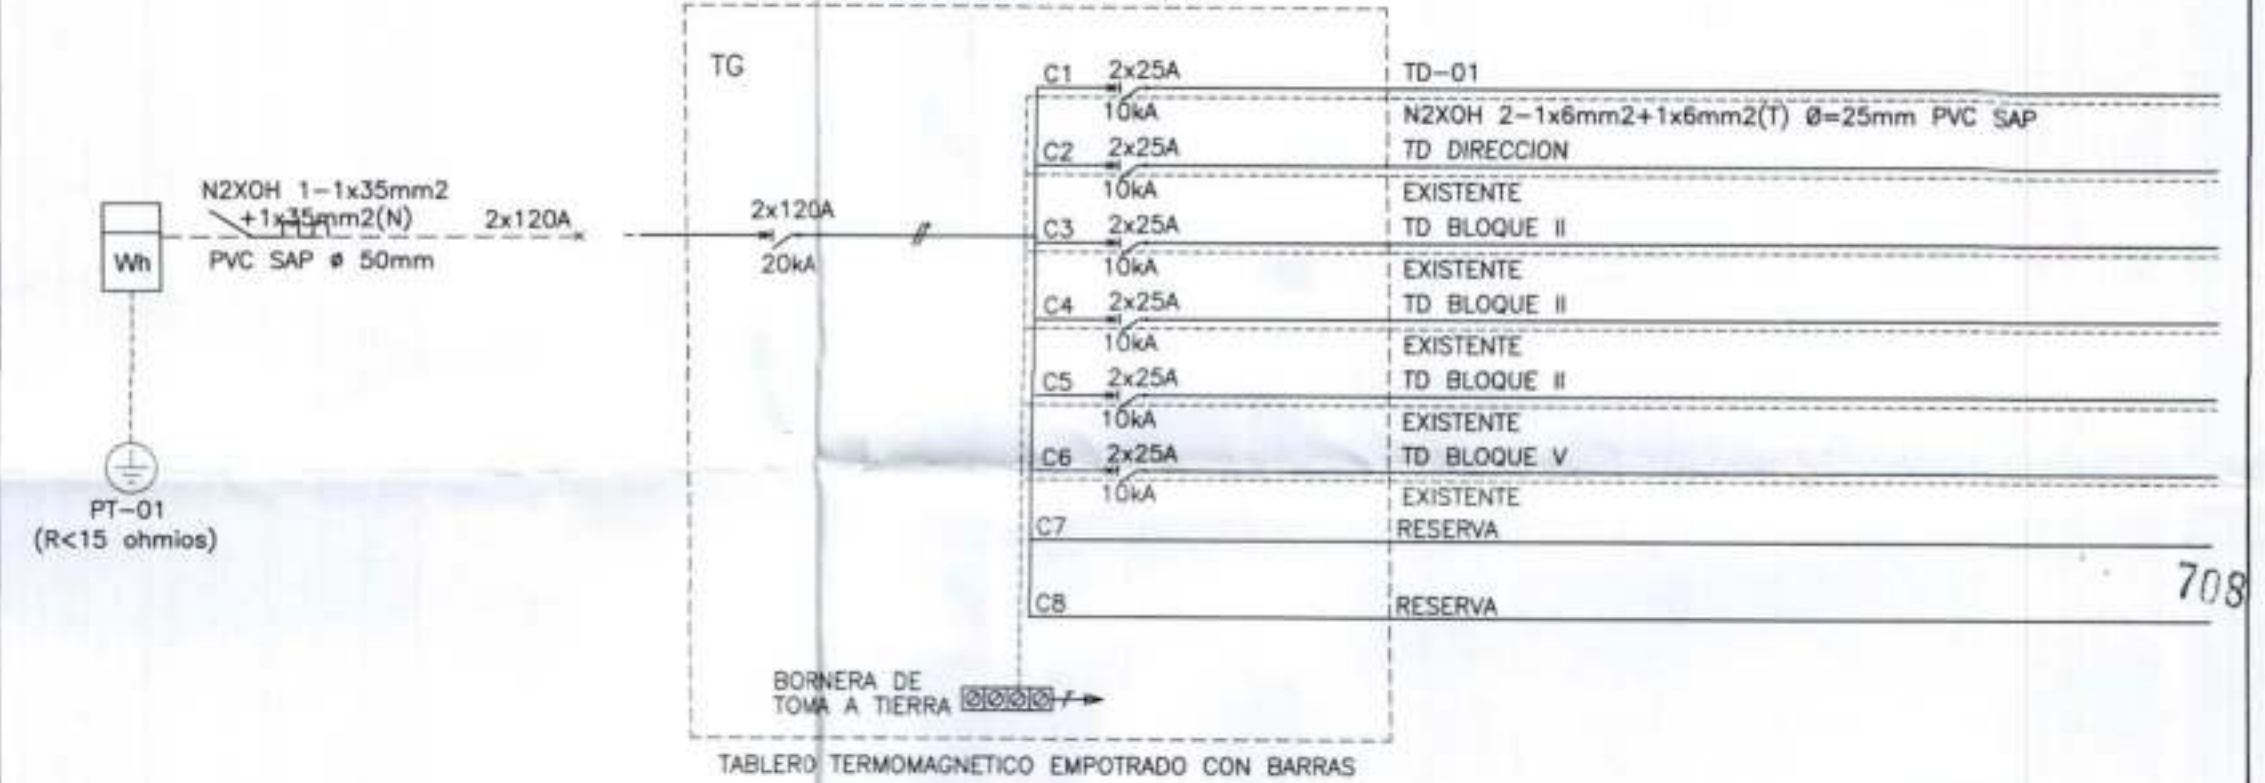 TG
N2XOH 1-1x35mm2
+1x35mm2(N)
2x120A
PVC SAP ø 50mm
Wh
PT-01
(R<15 ohmios)
2x120A
20kA
C1 2x25A TD-01
10kA N2XOH 2-1x6mm2+1x6mm2(T) Ø=25mm PVC SAP
C2 2x25A TD DIRECCION
10kA EXISTENTE
C3 2x25A TD BLOQUE II
10kA EXISTENTE
C4 2x25A TD BLOQUE II
10kA EXISTENTE
C5 2x25A TD BLOQUE II
10kA EXISTENTE
C6 2x25A TD BLOQUE V
10kA EXISTENTE
C7 RESERVA
C8 RESERVA
708
BORNERA DE
TOMA A TIERRA
TABLERO TERMOMAGNETICO EMPOTRADO CON BARRAS